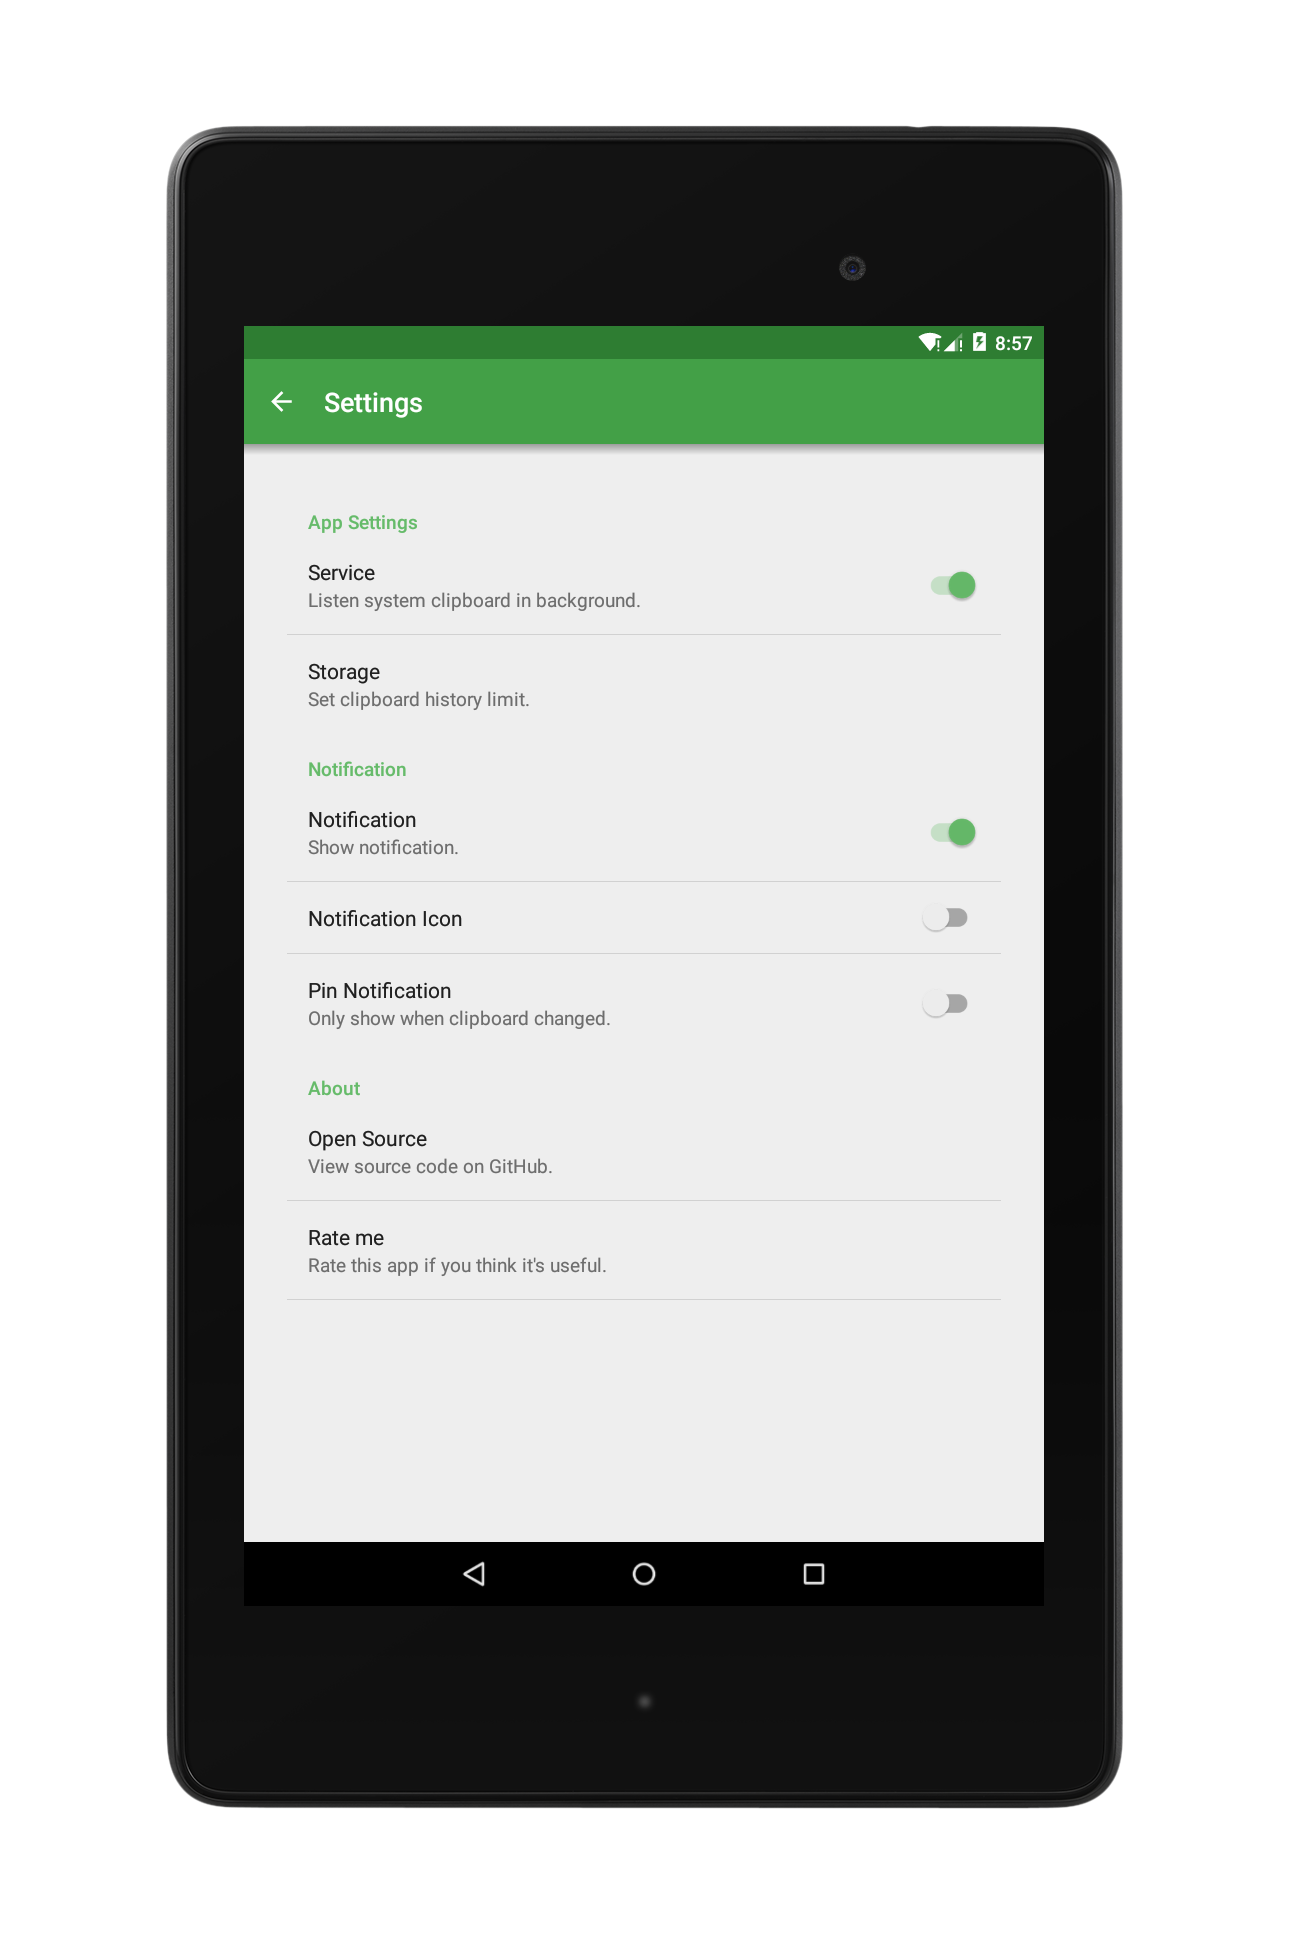 8:57
Settings
App Settings
Service
Listen system clipboard in background.
Storage
Set clipboard history limit.
Notification
Notification
Show notification.
Notification Icon
Pin Notification
Only show when clipboard changed.
About
Open Source
View source code on GitHub.
Rate me
Rate this app if you think it's useful.